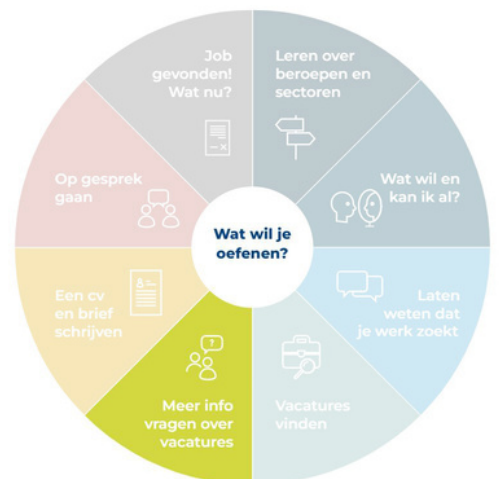 Job
gevonden!
Wat nu?
Leren over
beroepen en
sectoren
Op gesprek
gaan
Wat wil en
kan ik al?
Wat wil je
oefenen?
Een cv
en brief
schrijven
Laten
weten dat
je werk zoekt
?
Meer info
vragen over
vacatures
Vacatures
vinden